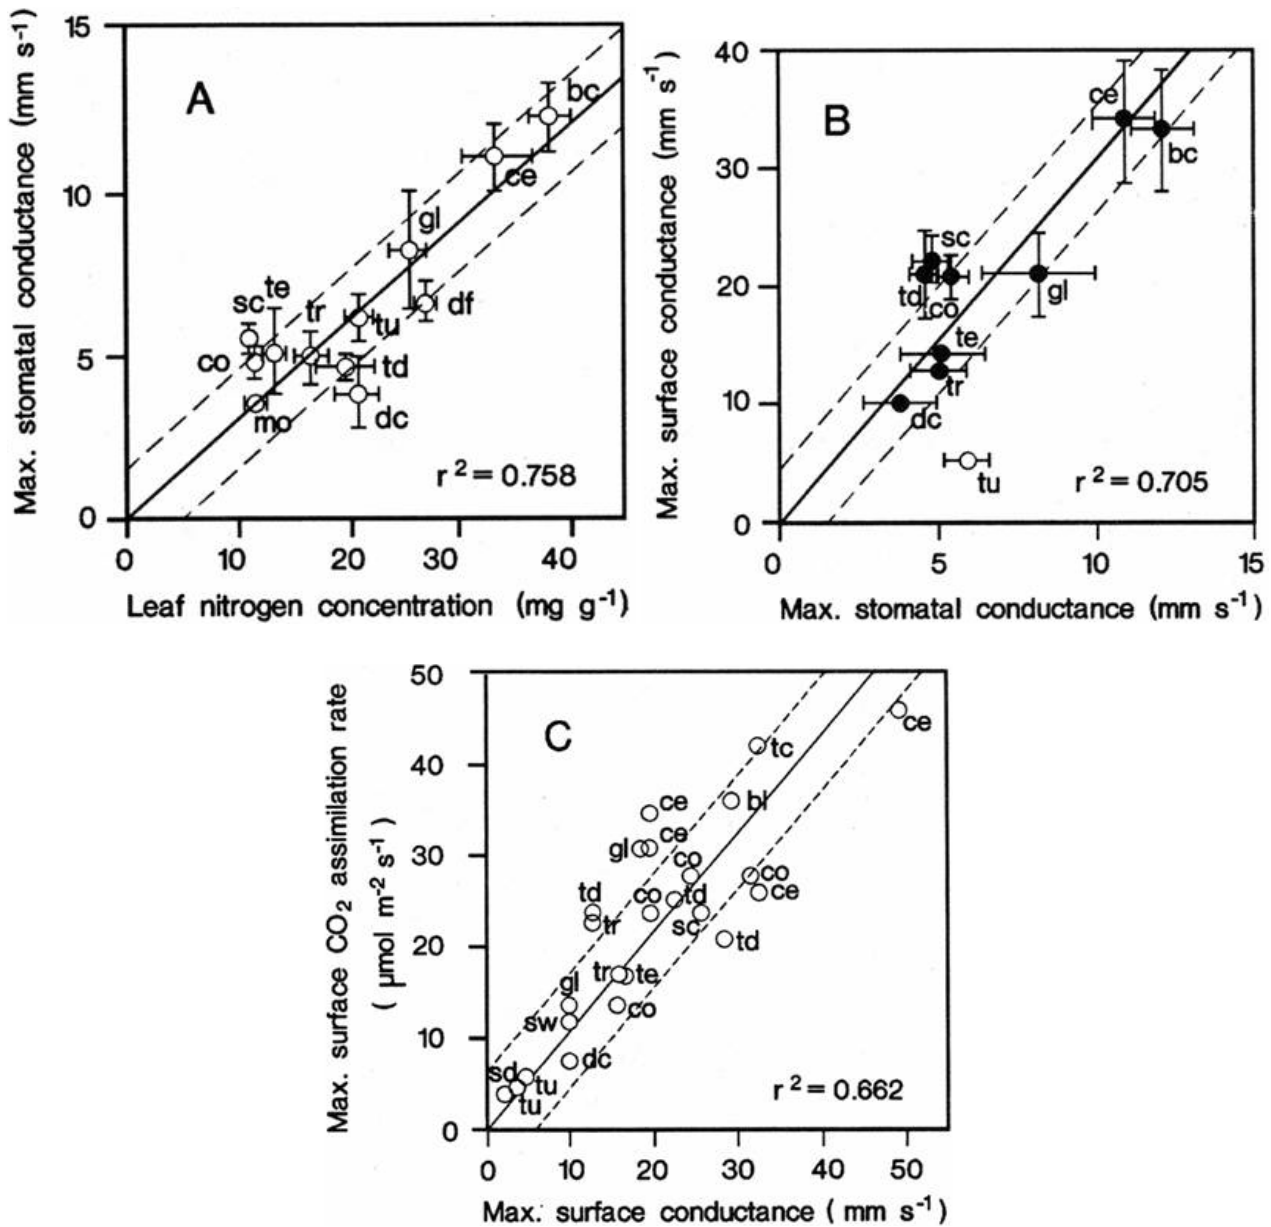 A
Max. stomatal conductance (mm s-1)
15
10
5
0
bc
ce
gl
df
te
sc
tr
tu
co
td
mo
dc
r 2 = 0.758
0 10 20 30 40
Leaf nitrogen concentration (mg g-1)
B
Max. surface conductance (mm s-1)
40
30
20
10
0
ce
bc
sc
td
co
gl
te
tr
dc
tu
r 2 = 0.705
0 5 10 15
Max. stomatal conductance (mm s-1)
C
Max. surface CO2 assimilation rate
( µmol m-2 s-1 )
50
40
30
20
10
0
ce
tc
ce
bl
ce
gl
co
co
ce
td
co
td
tr
sc
td
tr
te
gl
co
sw
dc
sd
tu
tu
r 2 = 0.662
0 10 20 30 40 50
Max. surface conductance ( mm s-1)